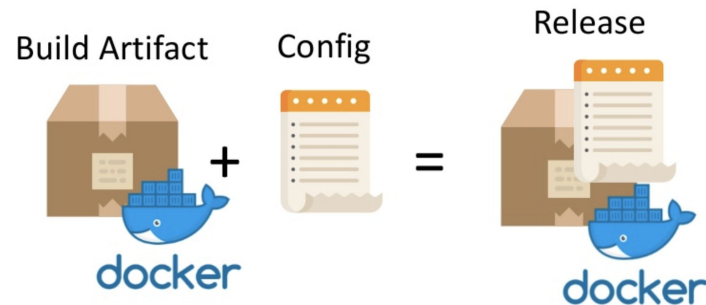 Build Artifact
Config
Release
+
=
docker
docker